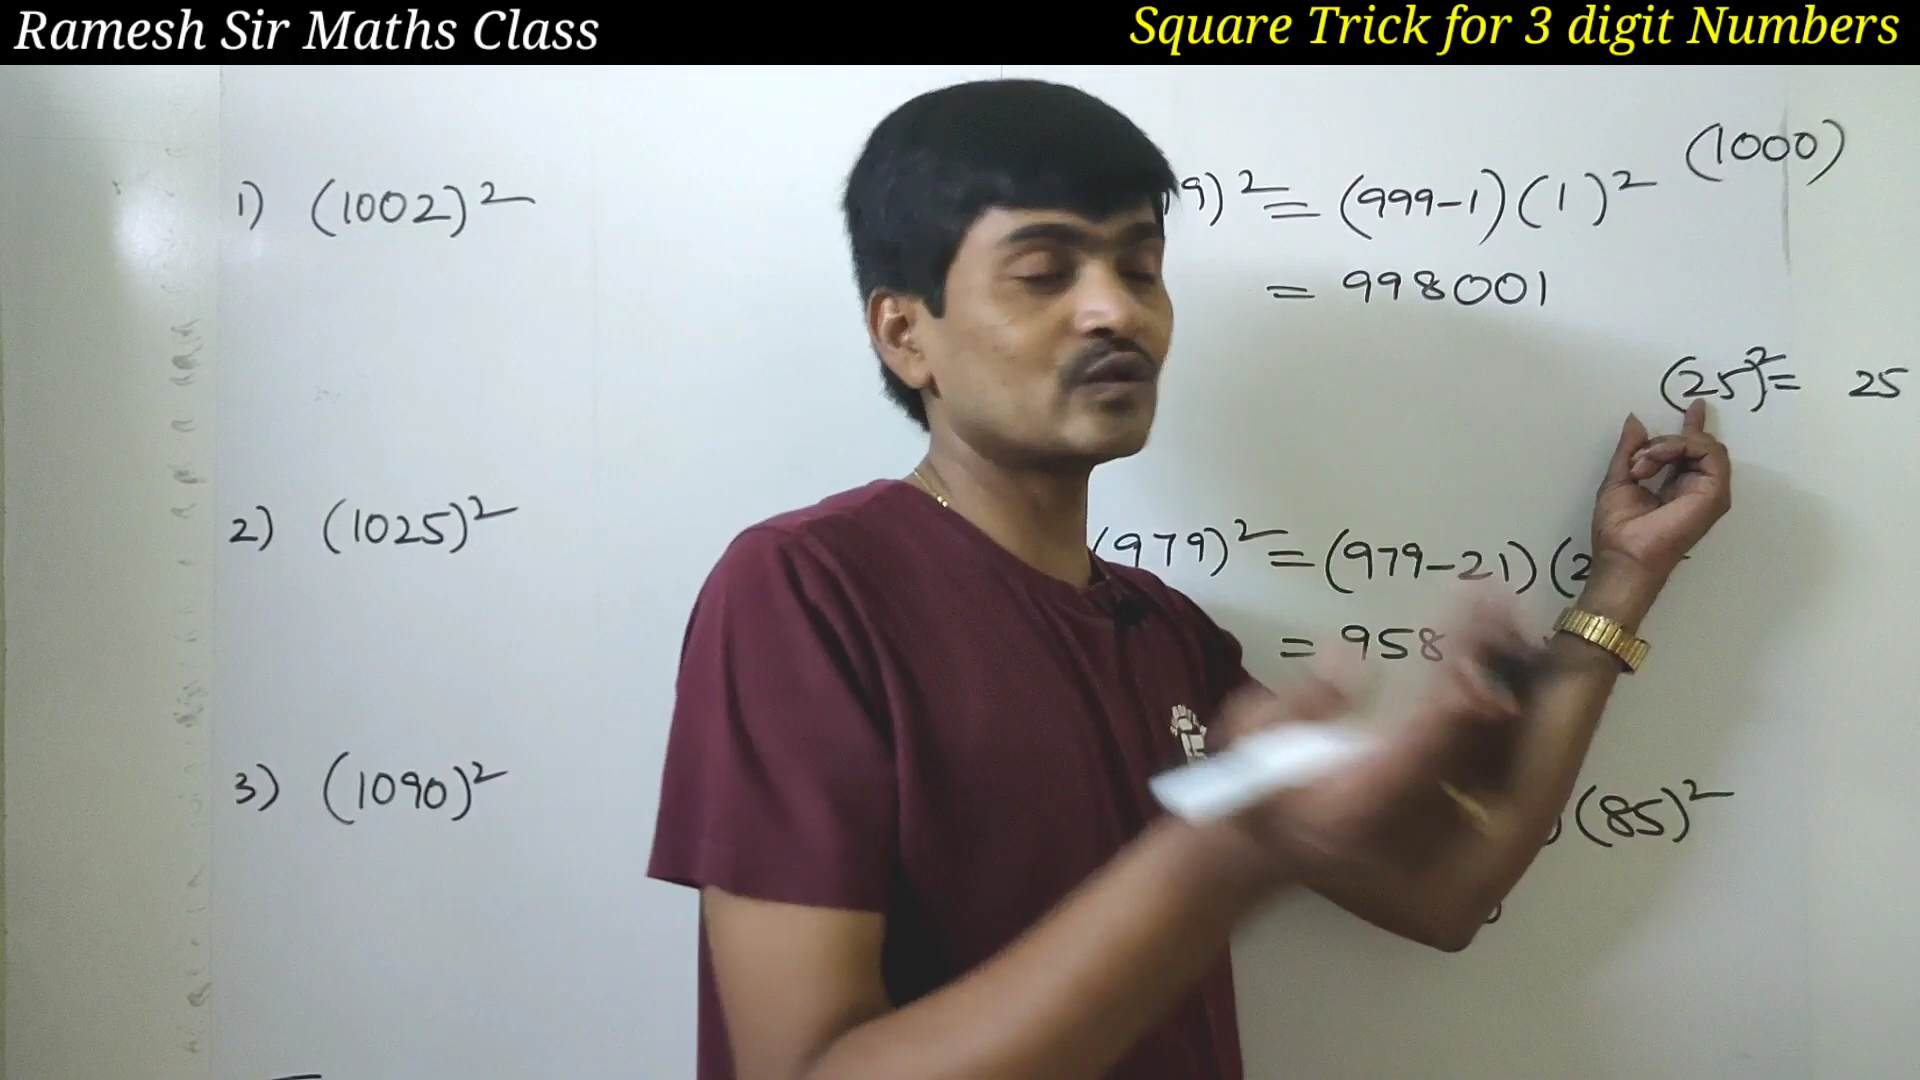 Ramesh Sir Maths Class
Square Trick for 3 digit Numbers
1) (1002)²
2) (1025)²
3) (1090)²
(1000)
9)² = (999-1)(1)²
= 998001
(25)² = 25
(979)² = (979-21)(2
= 958
(85)²